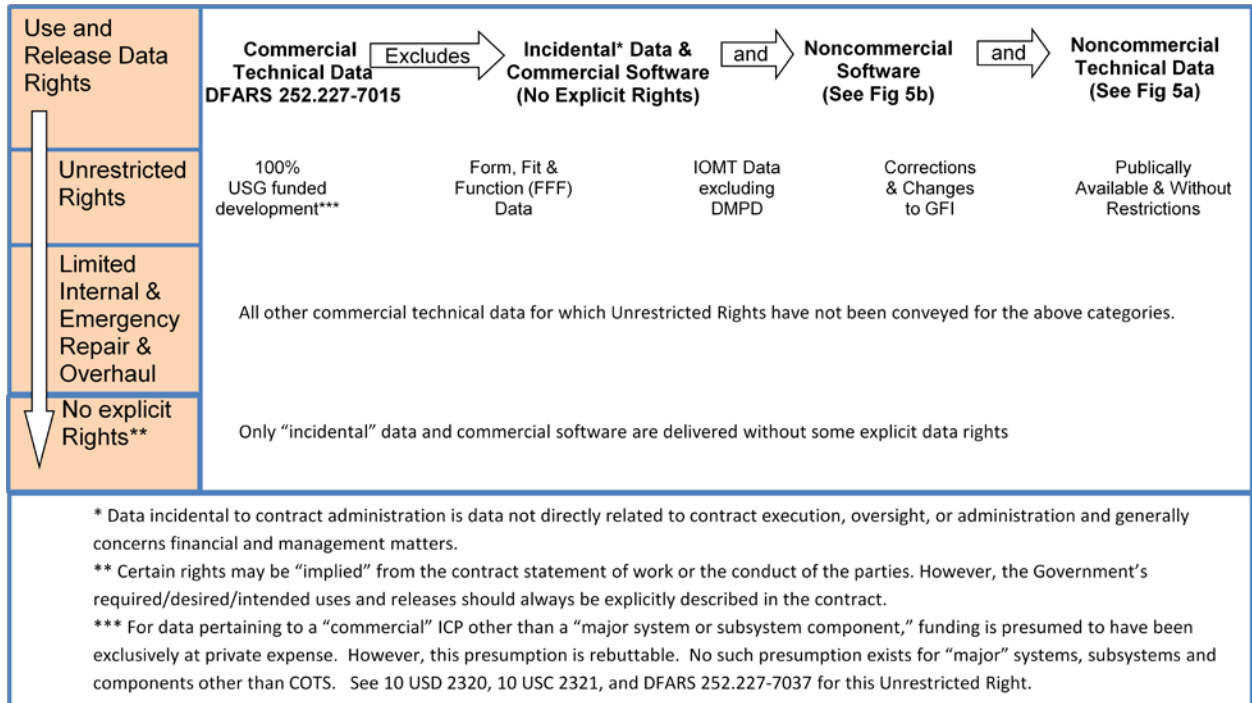 Use and
Release Data
Rights
Commercial
Technical Data
DFARS 252.227-7015
Excludes
Incidental* Data &
Commercial Software
(No Explicit Rights)
and
Noncommercial
Software
(See Fig 5b)
and
Noncommercial
Technical Data
(See Fig 5a)
Unrestricted
Rights
100%
USG funded
development***
Form, Fit &
Function (FFF)
Data
IOMT Data
excluding
DMPD
Corrections
& Changes
to GFI
Publically
Available & Without
Restrictions
Limited
Internal &
Emergency
Repair &
Overhaul
All other commercial technical data for which Unrestricted Rights have not been conveyed for the above categories.
No explicit
Rights**
Only “incidental” data and commercial software are delivered without some explicit data rights
* Data incidental to contract administration is data not directly related to contract execution, oversight, or administration and generally
concerns financial and management matters.
** Certain rights may be “implied” from the contract statement of work or the conduct of the parties. However, the Government’s
required/desired/intended uses and releases should always be explicitly described in the contract.
*** For data pertaining to a “commercial” ICP other than a “major system or subsystem component,” funding is presumed to have been
exclusively at private expense. However, this presumption is rebuttable. No such presumption exists for “major” systems, subsystems and
components other than COTS. See 10 USD 2320, 10 USC 2321, and DFARS 252.227-7037 for this Unrestricted Right.